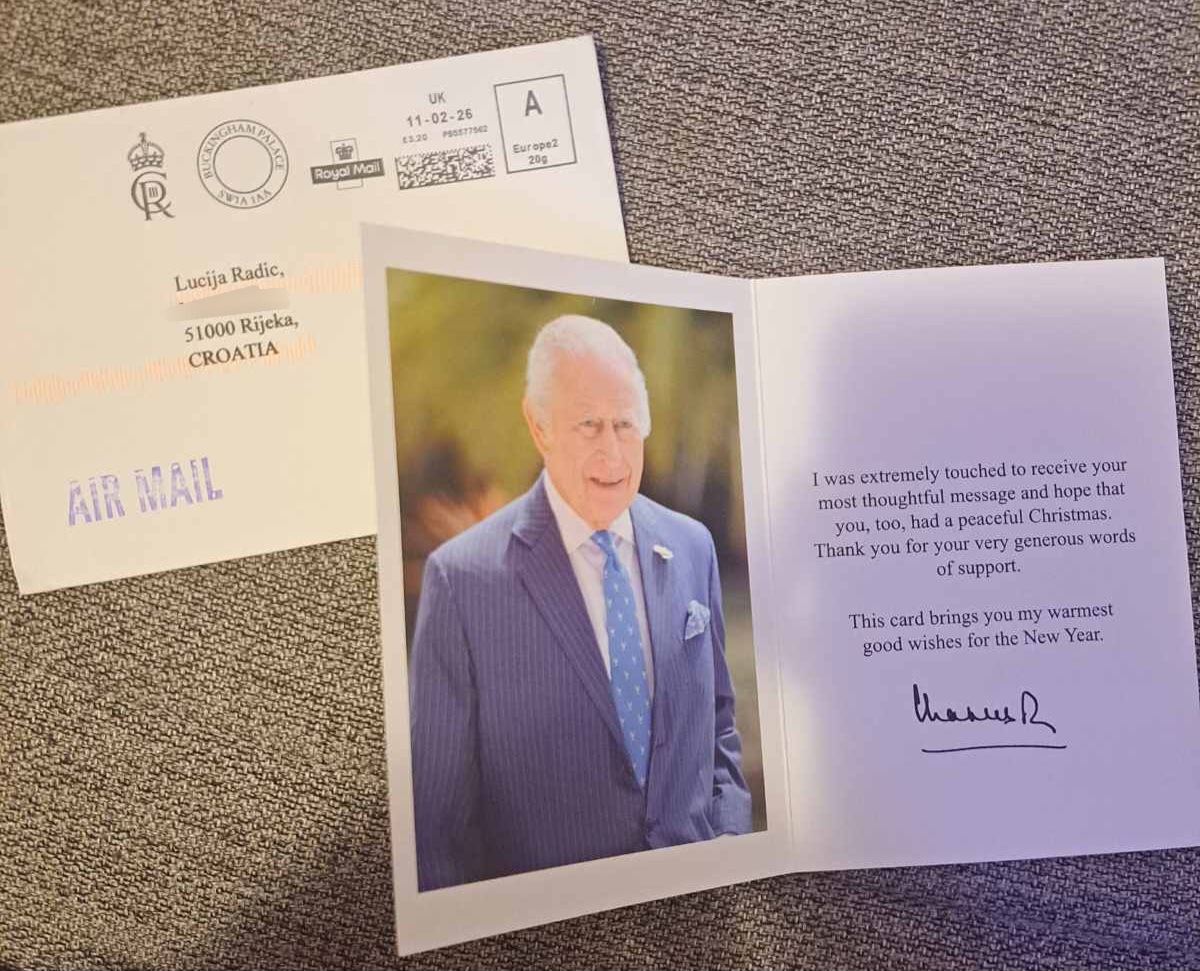 UK
11-02-26
£3.20 PB5577562
A
Europe2
20g
Royal Mail
BUCKINGHAM PALACE
SW1A 1AA
CR III
Lucija Radic,
51000 Rijeka,
CROATIA
AIR MAIL
I was extremely touched to receive your
most thoughtful message and hope that
you, too, had a peaceful Christmas.
Thank you for your very generous words
of support.
This card brings you my warmest
good wishes for the New Year.
Charles R